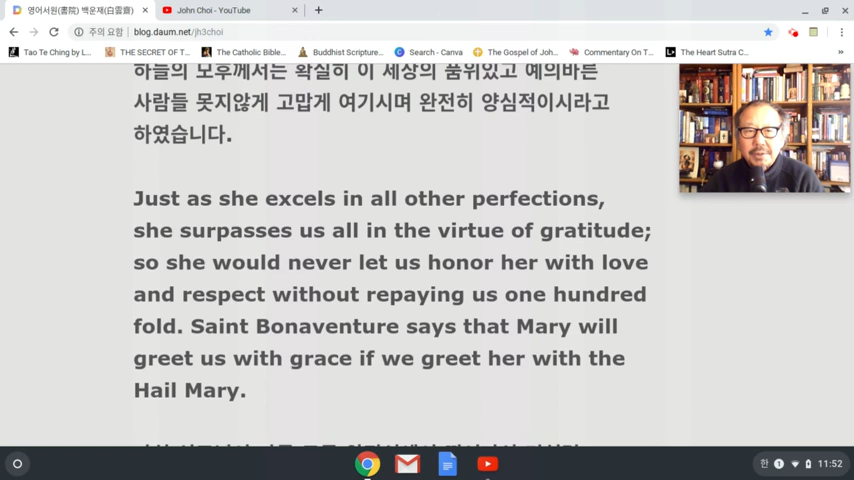 영어서원(書院) 백운재(白雲齋)
John Choi - YouTube
주의 요함
blog.daum.net/jh3choi
Tao Te Ching by L...
THE SECRET OF T...
The Catholic Bible...
Buddhist Scripture...
Search - Canva
The Gospel of Joh...
Commentary On T...
The Heart Sutra C...
하늘의 모후께서는 확실히 이 세상의 품위있고 예의바른
사람들 못지않게 고맙게 여기시며 완전히 양심적이시라고
하였습니다.
Just as she excels in all other perfections,
she surpasses us all in the virtue of gratitude;
so she would never let us honor her with love
and respect without repaying us one hundred
fold. Saint Bonaventure says that Mary will
greet us with grace if we greet her with the
Hail Mary.
한
1
11:52